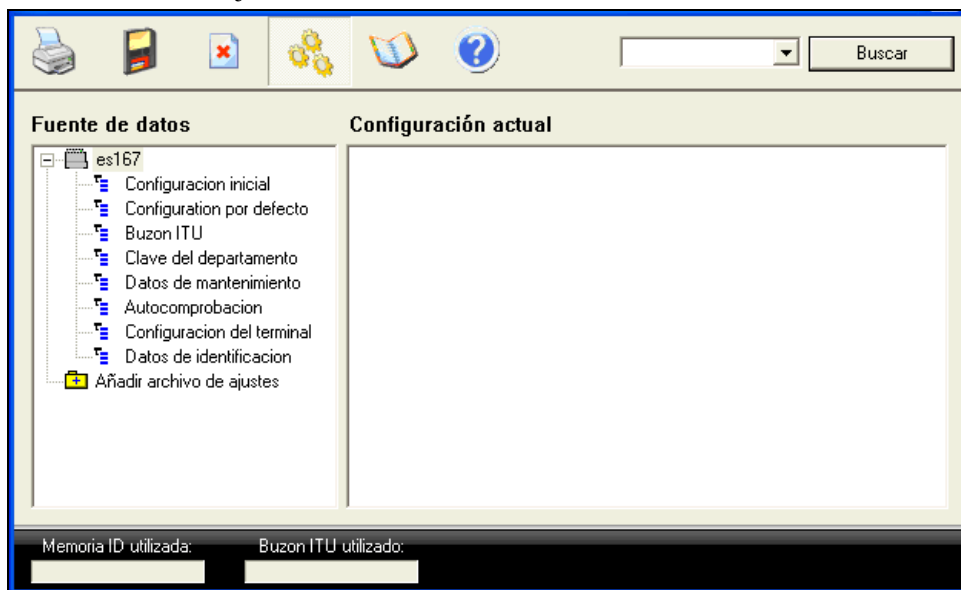 Buscar
Fuente de datos
Configuración actual
es167
Configuracion inicial
Configuration por defecto
Buzon ITU
Clave del departamento
Datos de mantenimiento
Autocomprobacion
Configuracion del terminal
Datos de identificacion
Añadir archivo de ajustes
Memoria ID utilizada:
Buzon ITU utilizado: